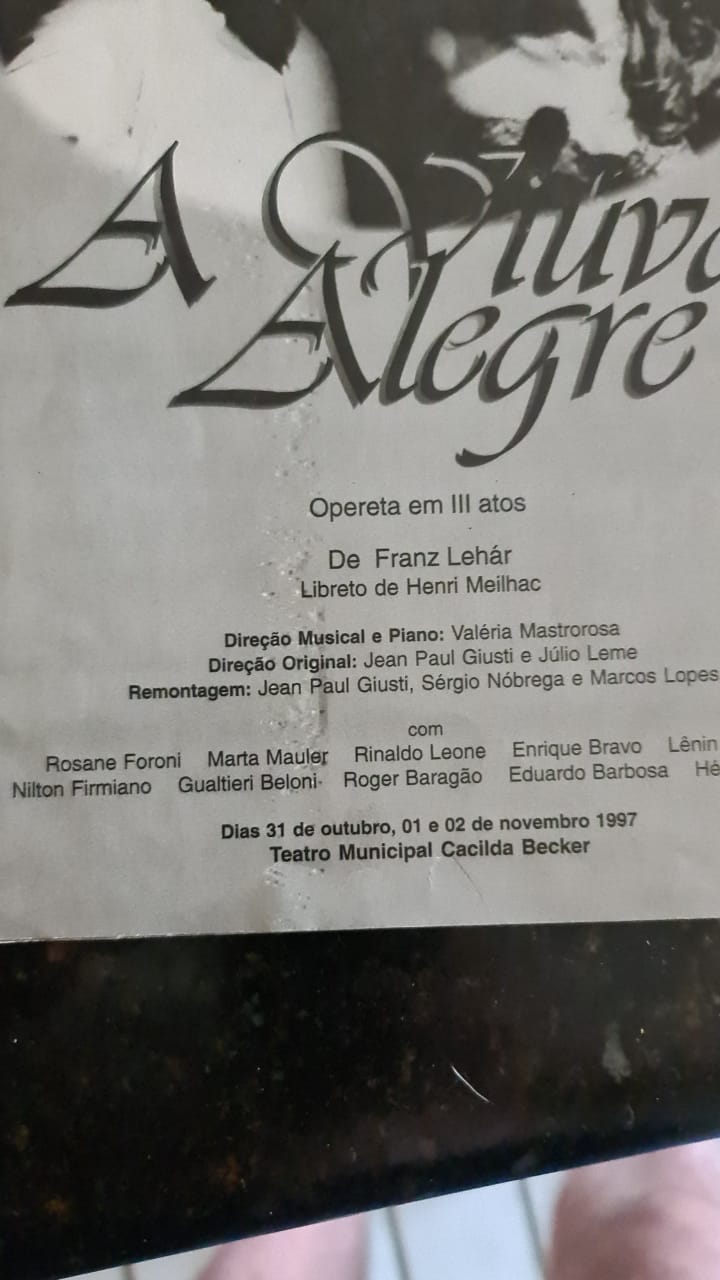 A Viúva
Alegre
Opereta em III atos
De Franz Lehár
Libreto de Henri Meilhac
Direção Musical e Piano: Valéria Mastrorosa
Direção Original: Jean Paul Giusti e Júlio Leme
Remontagem: Jean Paul Giusti, Sérgio Nóbrega e Marcos Lopes
com
Rosane Foroni Marta Mauler Rinaldo Leone Enrique Bravo Lênin
Nilton Firmiano Gualtieri Beloni Roger Baragão Eduardo Barbosa
Dias 31 de outubro, 01 e 02 de novembro 1997
Teatro Municipal Cacilda Becker